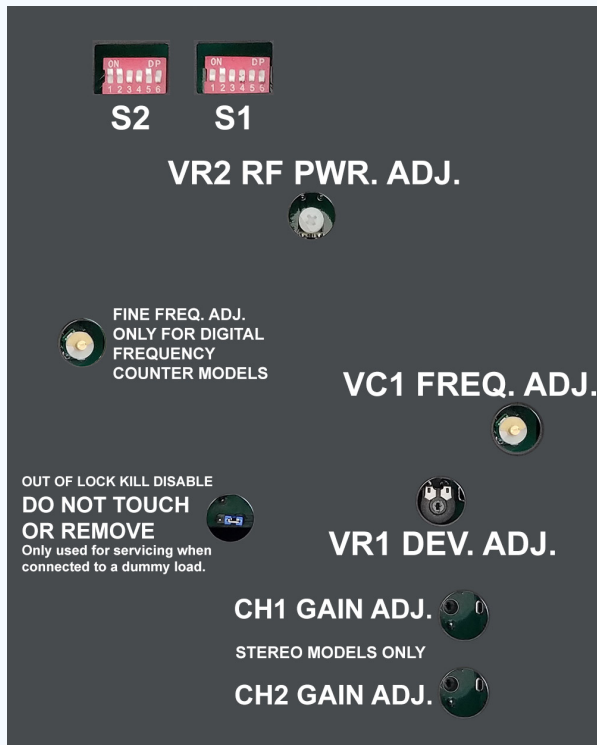 ON DP
1 2 3 4 5 6
ON DP
1 2 3 4 5 6
S2 S1
VR2 RF PWR. ADJ.
FINE FREQ. ADJ.
ONLY FOR DIGITAL
FREQUENCY
COUNTER MODELS
VC1 FREQ. ADJ.
OUT OF LOCK KILL DISABLE
DO NOT TOUCH
OR REMOVE
Only used for servicing when
connected to a dummy load.
VR1 DEV. ADJ.
CH1 GAIN ADJ.
STEREO MODELS ONLY
CH2 GAIN ADJ.